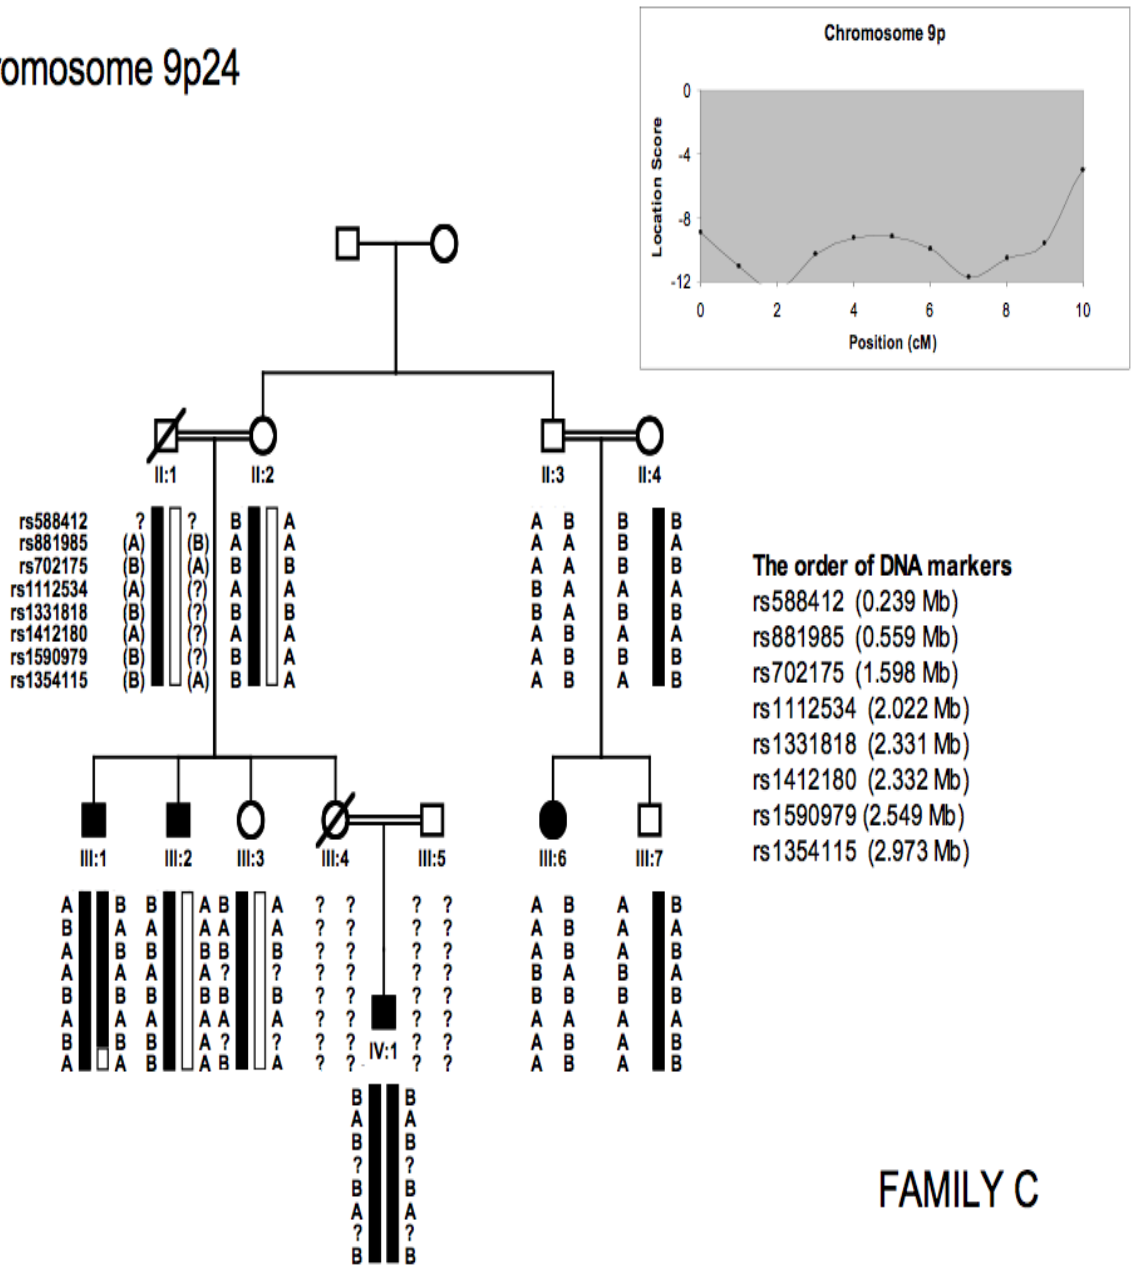 romosome 9p24
Chromosome 9p
Location Score
0
-4
-8
-12
0 2 4 6 8 10
Position (cM)
II:1 II:2 II:3 II:4
rs588412 ? ? B A A B B B
rs881985 (A) (B) A A A A B A
rs702175 (B) (A) B B A A B B
rs1112534 (A) (?) A A B A A A
rs1331818 (B) (?) B B B A B B
rs1412180 (A) (?) A A A B A A
rs1590979 (B) (?) B A A B B B
rs1354115 (B) (A) B A A B A B
The order of DNA markers
rs588412 (0.239 Mb)
rs881985 (0.559 Mb)
rs702175 (1.598 Mb)
rs1112534 (2.022 Mb)
rs1331818 (2.331 Mb)
rs1412180 (2.332 Mb)
rs1590979 (2.549 Mb)
rs1354115 (2.973 Mb)
III:1 III:2 III:3 III:4 III:5 III:6 III:7
A B B A B A ? ? ? ? A B A B
B A A A A A ? ? ? ? A A A A
A B B B B B ? ? ? ? A B A B
A A A A ? ? ? ? ? ? B A B A
B B B B B B ? ? ? ? B B B B
A A A A A A ? ? ? ? A A A A
B B B A ? ? ? ? ? ? A B A B
A A B A B A ? ? ? ? A B A B
IV:1
B B
A A
B B
? ?
B B
A A
? ?
B B
FAMILY C